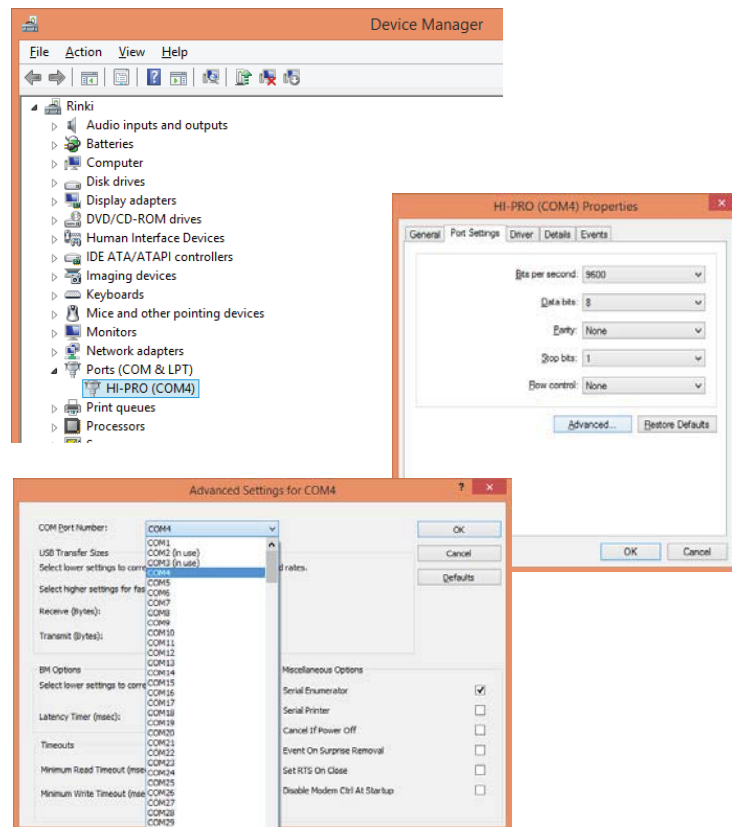 Device Manager
File Action View Help
Rinki
Audio inputs and outputs
Batteries
Computer
Disk drives
Display adapters
DVD/CD-ROM drives
Human Interface Devices
IDE ATA/ATAPI controllers
Imaging devices
Keyboards
Mice and other pointing devices
Monitors
Network adapters
Ports (COM & LPT)
HI-PRO (COM4)
Print queues
Processors
HI-PRO (COM4) Properties
General Port Settings Driver Details Events
Bits per second: 9600
Data bits: 8
Parity: None
Stop bits: 1
Flow control: None
Advanced... Restore Defaults
OK Cancel
Advanced Settings for COM4
COM Port Number: COM4
OK
Cancel
Defaults
USB Transfer Sizes
Select lower settings to corre
d rates.
Select higher settings for fas
Receive (Bytes):
Transmit (Bytes):
BM Options
Select lower settings to corre
Latency Timer (msec):
Timeouts
Minimum Read Timeout (mse
Minimum Write Timeout (mse
COM1
COM2 (in use)
COM3 (in use)
COM4
COM5
COM6
COM7
COM8
COM9
COM10
COM11
COM12
COM13
COM14
COM15
COM16
COM17
COM18
COM19
COM20
COM21
COM22
COM23
COM24
COM25
COM26
COM27
COM28
COM29
Miscellaneous Options
Serial Enumerator
Serial Printer
Cancel If Power Off
Event On Surprise Removal
Set RTS On Close
Disable Modem Ctrl At Startup